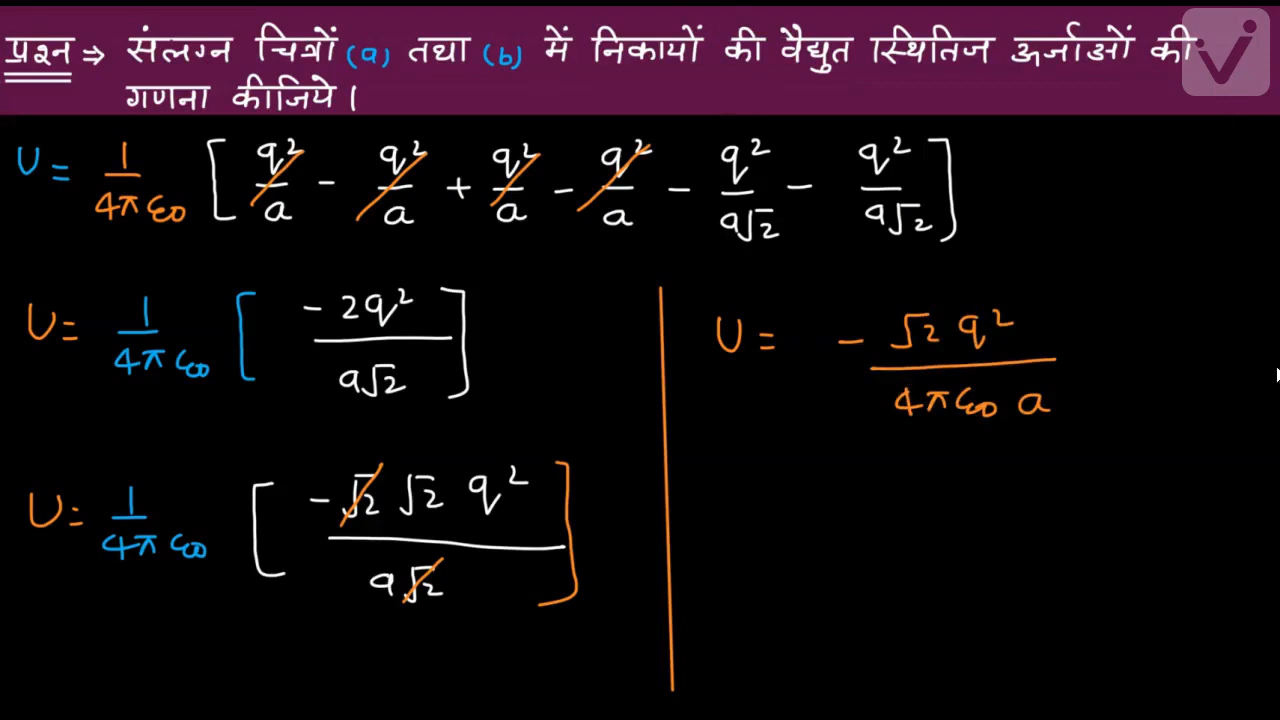 प्रश्न ⇒ संलग्न चित्रों (a) तथा (b) में निकायों की वैद्युत स्थितिज ऊर्जाओं की
गणना कीजिये।
U = 1/4πε0 [ q²/a - q²/a + q²/a - q²/a - q²/a√2 - q²/a√2 ]
U = 1/4πε0 [ -2q²/a√2 ]
U = 1/4πε0 [ -√2 √2 q²/a√2 ]
U = - √2 q²/4πε0 a